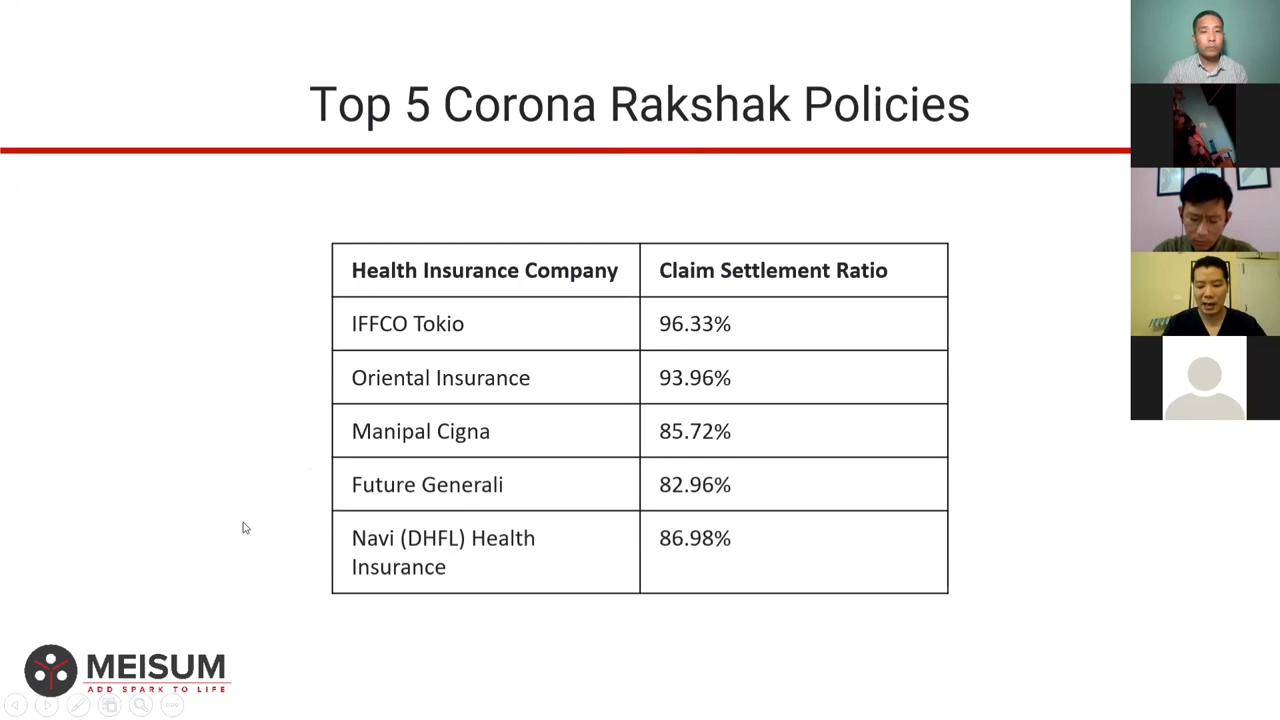 Top 5 Corona Rakshak Policies
Health Insurance Company Claim Settlement Ratio
IFFCO Tokio 96.33%
Oriental Insurance 93.96%
Manipal Cigna 85.72%
Future Generali 82.96%
Navi (DHFL) Health 86.98%
Insurance
MEISUM
ADD SPARK TO LIFE